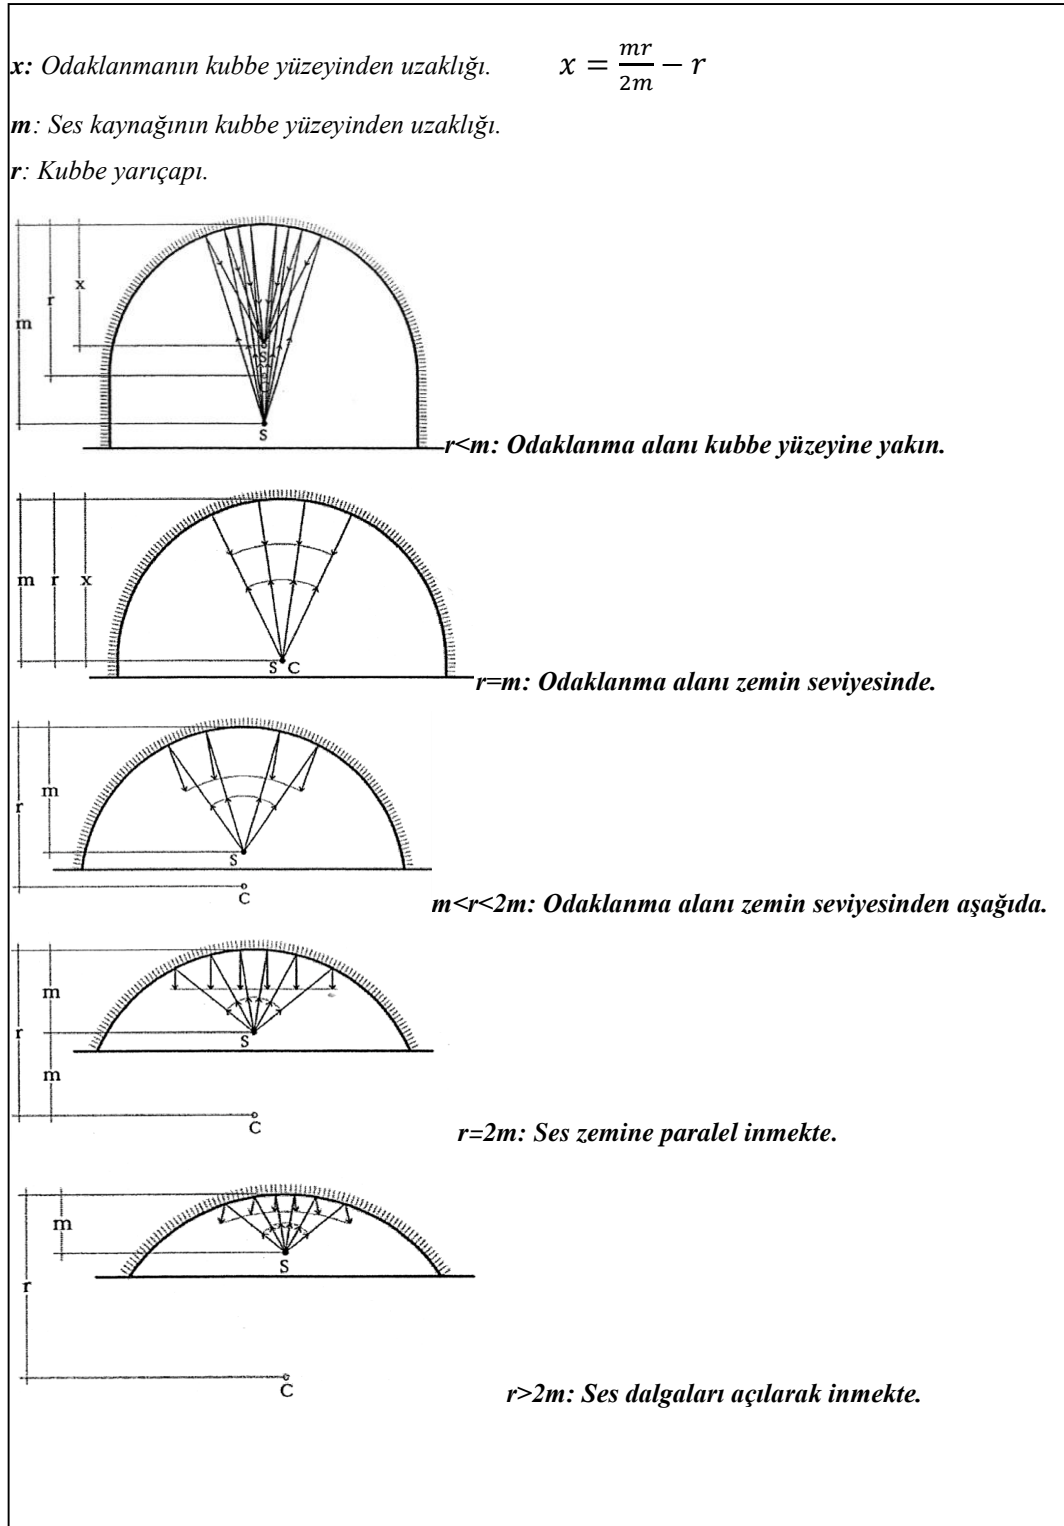 x: Odaklanmanın kubbe yüzeyinden uzaklığı. x = mr/2m − r
m: Ses kaynağının kubbe yüzeyinden uzaklığı.
r: Kubbe yarıçapı.
x
r
m
S
C
S
r<m: Odaklanma alanı kubbe yüzeyine yakın.
m r x
S C
r=m: Odaklanma alanı zemin seviyesinde.
m
r
S
C
m<r<2m: Odaklanma alanı zemin seviyesinden aşağıda.
m
r
S
m
C
r=2m: Ses zemine paralel inmekte.
m
S
r
C
r>2m: Ses dalgaları açılarak inmekte.